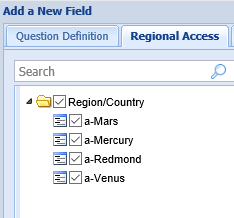 Add a New Field
Question Definition
Regional Access
Search
Region/Country
a-Mars
a-Mercury
a-Redmond
a-Venus